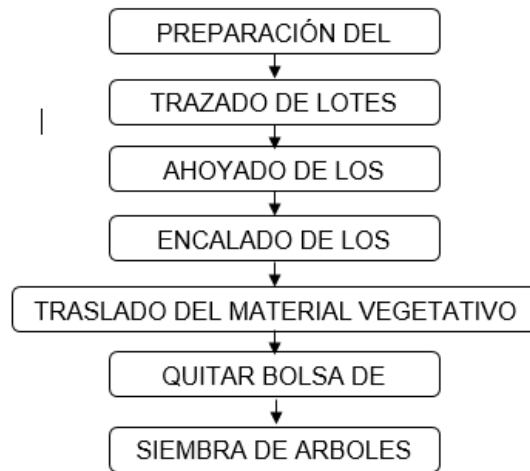 PREPARACIÓN DEL
TRAZADO DE LOTES
AHOYADO DE LOS
ENCALADO DE LOS
TRASLADO DEL MATERIAL VEGETATIVO
QUITAR BOLSA DE
SIEMBRA DE ARBOLES